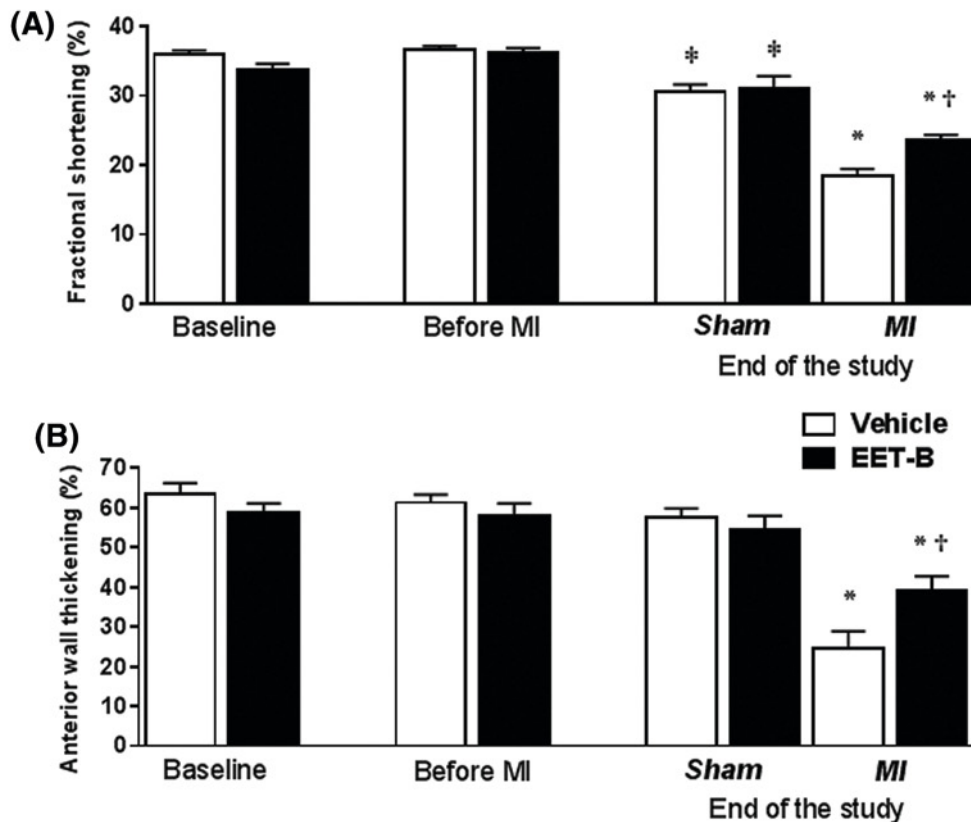 (A)
Fractional shortening (%)
40
30
20
10
0
* *
*
* †
Baseline Before MI Sham MI
End of the study
(B)
Vehicle
EET-B
Anterior wall thickening (%)
70
60
50
40
30
20
10
0
*
* †
Baseline Before MI Sham MI
End of the study